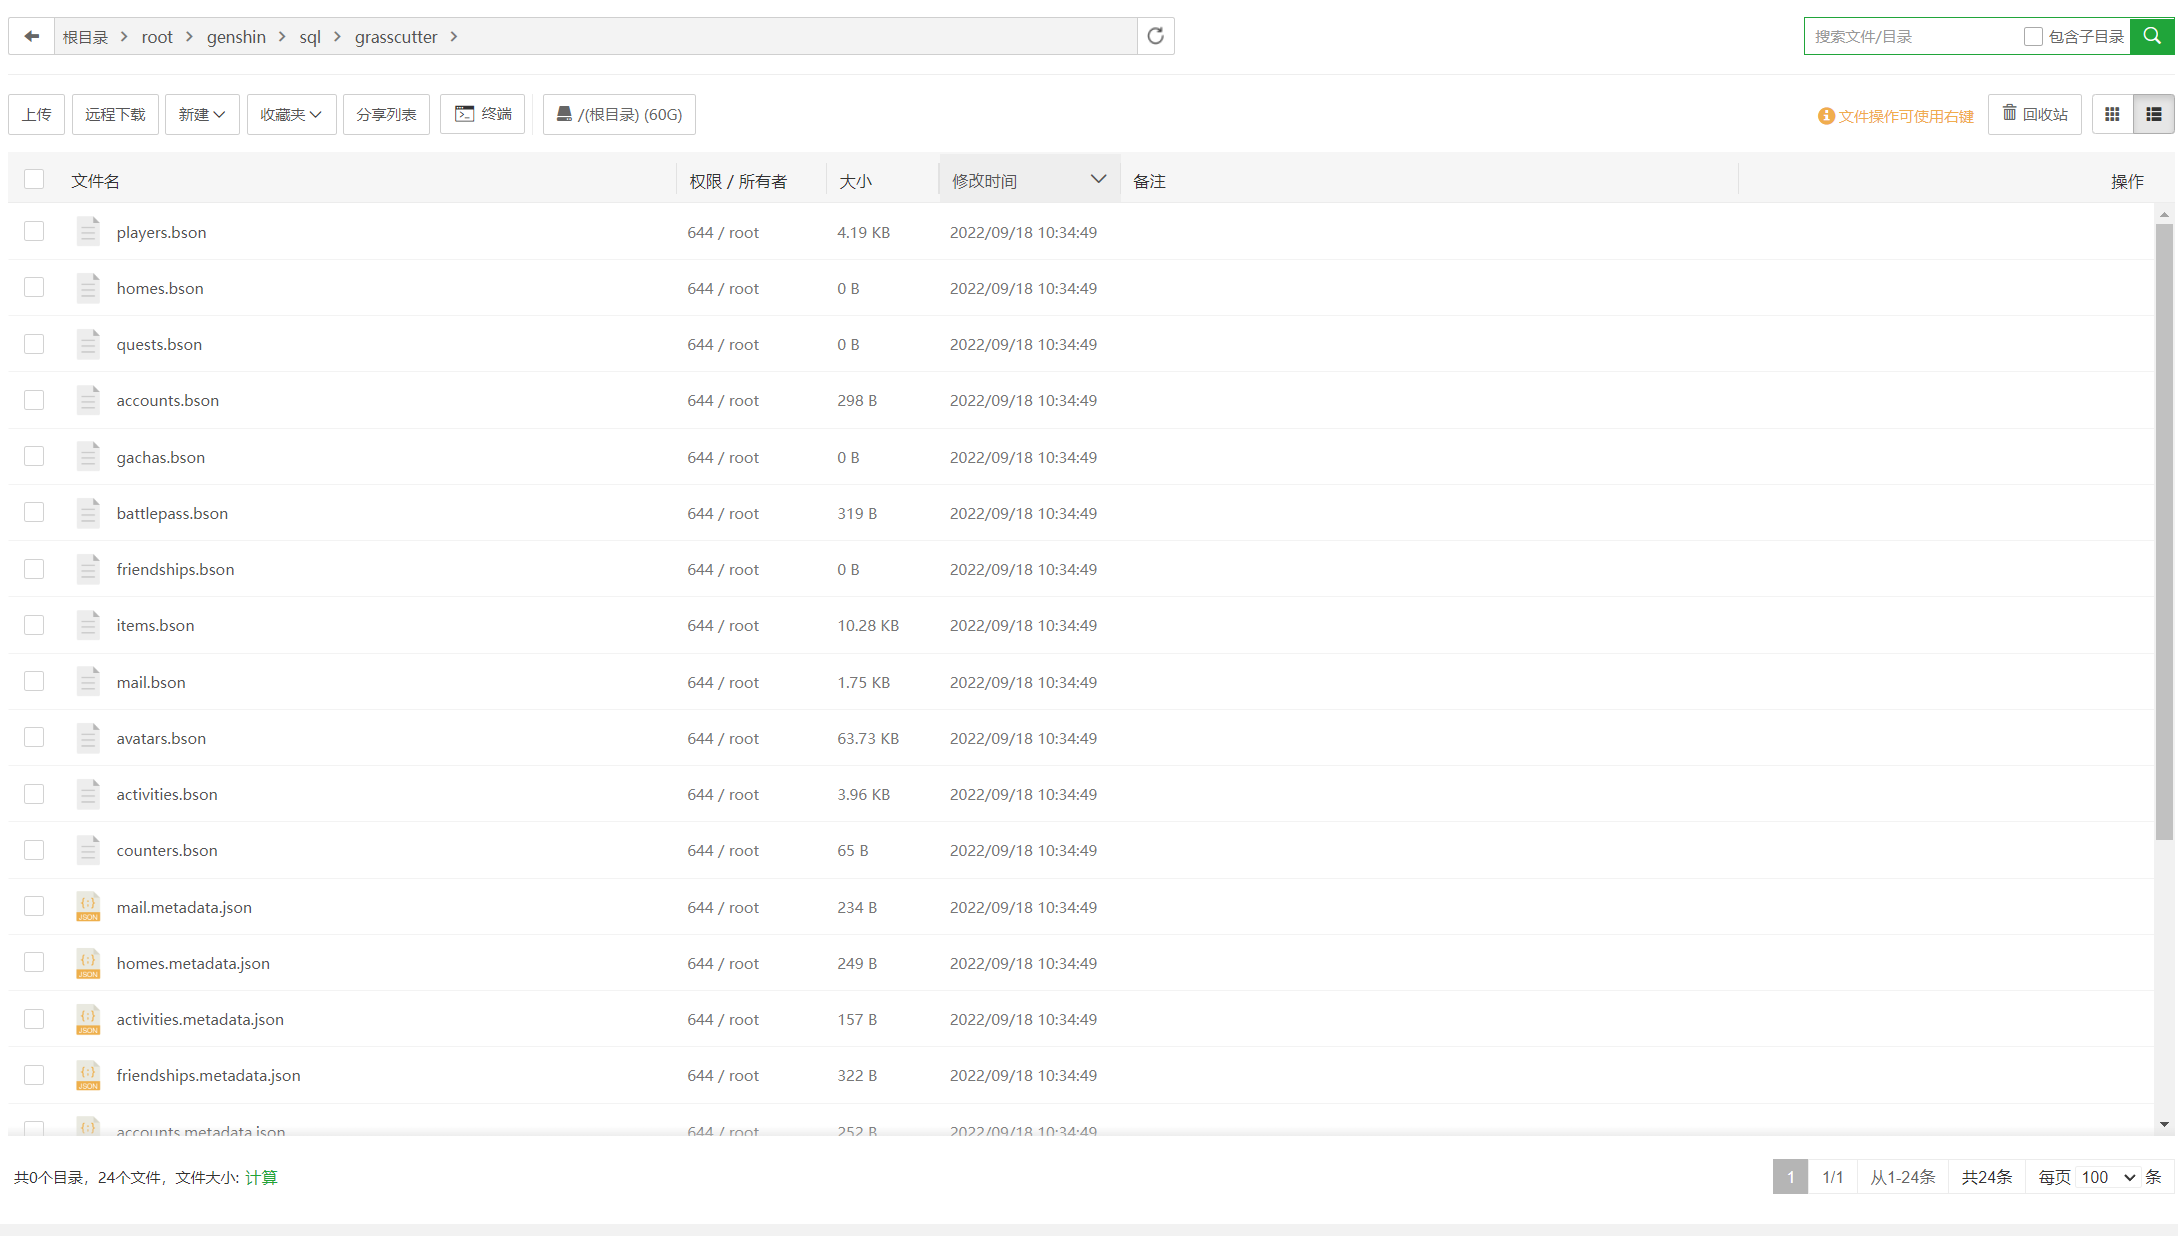 根目录 root genshin sql grasscutter
搜索文件/目录 包含子目录
上传 远程下载 新建 收藏夹 分享列表 终端 /(根目录) (60G) 文件操作可使用右键 回收站
文件名 权限 / 所有者 大小 修改时间 备注 操作
players.bson 644 / root 4.19 KB 2022/09/18 10:34:49
homes.bson 644 / root 0 B 2022/09/18 10:34:49
quests.bson 644 / root 0 B 2022/09/18 10:34:49
accounts.bson 644 / root 298 B 2022/09/18 10:34:49
gachas.bson 644 / root 0 B 2022/09/18 10:34:49
battlepass.bson 644 / root 319 B 2022/09/18 10:34:49
friendships.bson 644 / root 0 B 2022/09/18 10:34:49
items.bson 644 / root 10.28 KB 2022/09/18 10:34:49
mail.bson 644 / root 1.75 KB 2022/09/18 10:34:49
avatars.bson 644 / root 63.73 KB 2022/09/18 10:34:49
activities.bson 644 / root 3.96 KB 2022/09/18 10:34:49
counters.bson 644 / root 65 B 2022/09/18 10:34:49
JSON mail.metadata.json 644 / root 234 B 2022/09/18 10:34:49
JSON homes.metadata.json 644 / root 249 B 2022/09/18 10:34:49
JSON activities.metadata.json 644 / root 157 B 2022/09/18 10:34:49
JSON friendships.metadata.json 644 / root 322 B 2022/09/18 10:34:49
accounts.metadata.json 644 / root 252 B 2022/09/18 10:34:49
共0个目录，24个文件，文件大小: 计算 1 1/1 从1-24条 共24条 每页 100 条